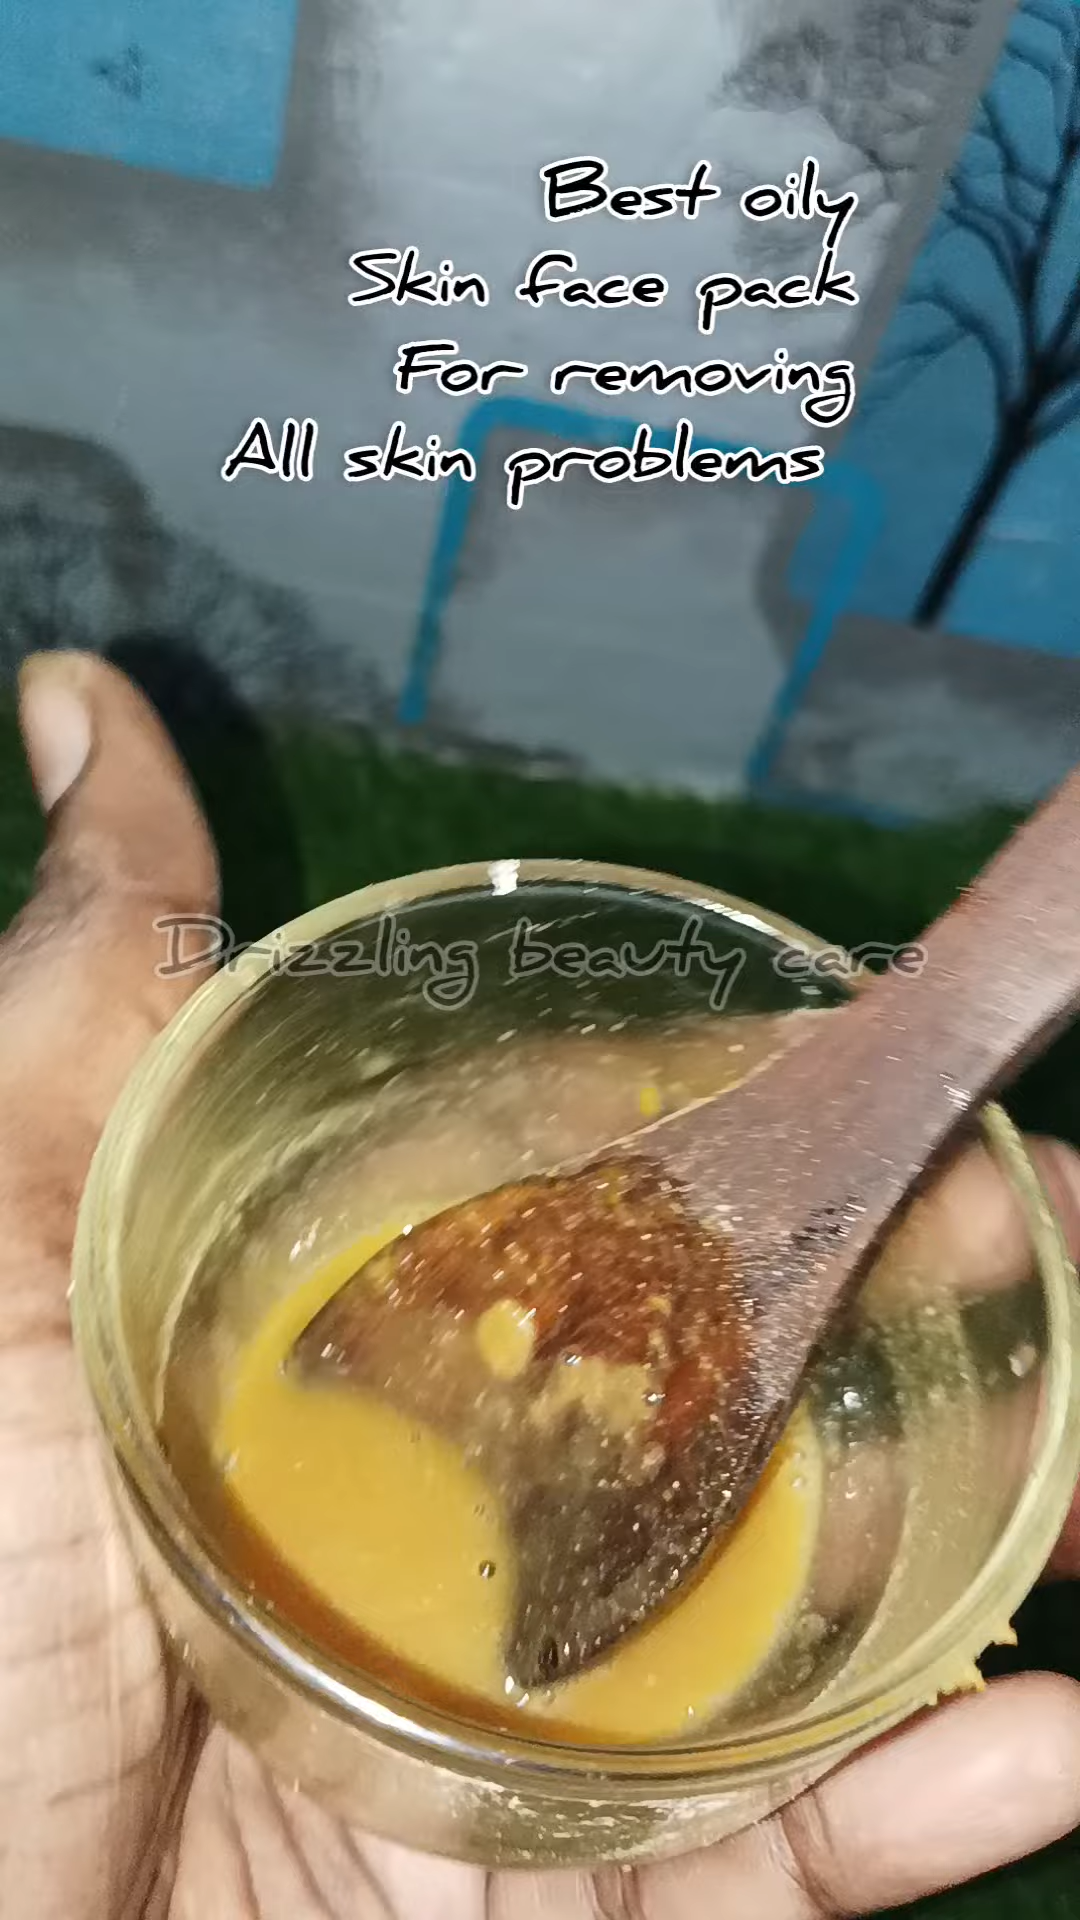 Best oily
Skin face pack
For removing
All skin problems
Drizzling beauty care